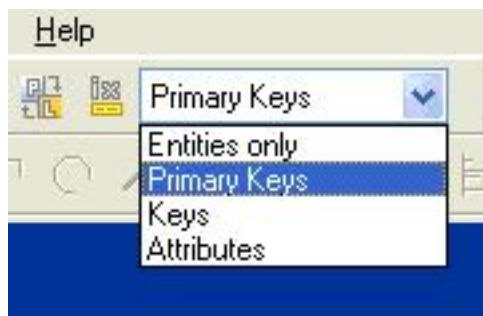 Help
Primary Keys
Entities only
Primary Keys
Keys
Attributes